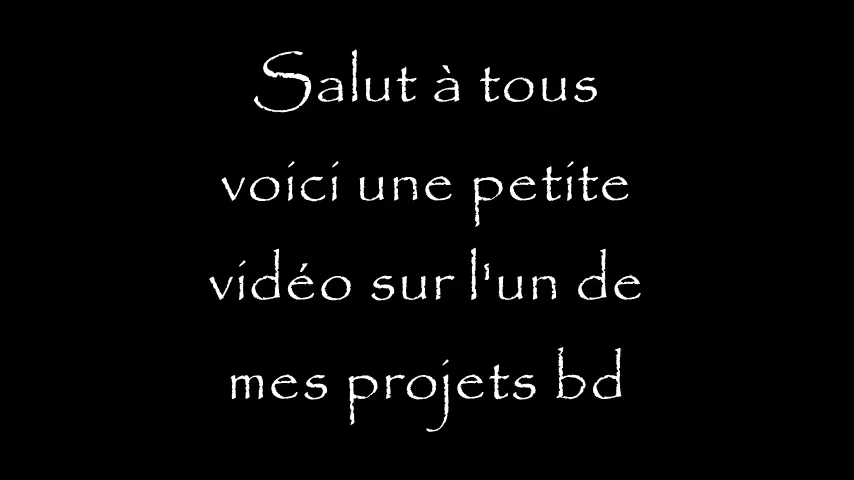 Salut à tous
voici une petite
vidéo sur l'un de
mes projets bd